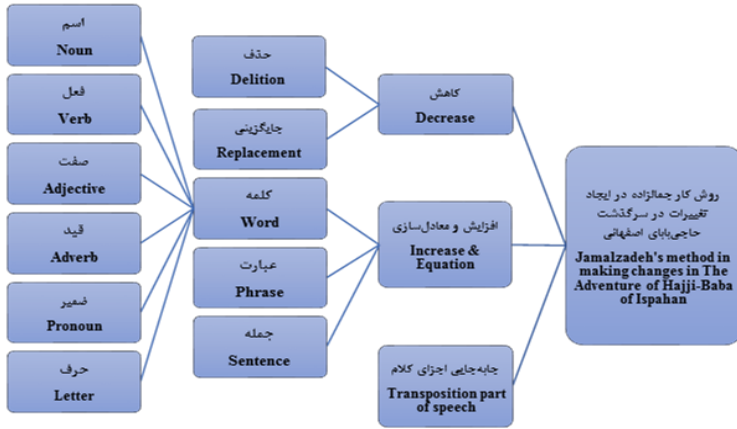 اسم
Noun
فعل
Verb
صفت
Adjective
قید
Adverb
ضمیر
Pronoun
حرف
Letter
حذف
Delition
جایگزینی
Replacement
کلمه
Word
عبارت
Phrase
جمله
Sentence
کاهش
Decrease
افزایش و معادل‌سازی
Increase &
Equation
جابه‌جایی اجزای کلام
Transposition part
of speech
روش کار جمالزاده در ایجاد
تغییرات در سرگذشت
حاجی‌بابای اصفهانی
Jamalzadeh's method in
making changes in The
Adventure of Hajji-Baba
of Ispahan